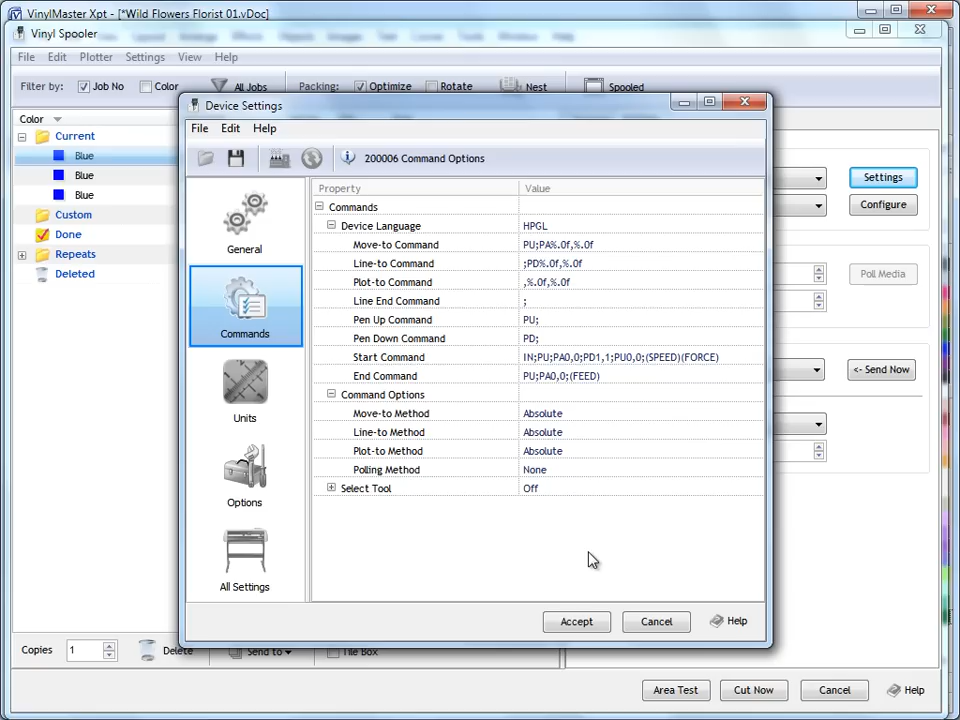 VinylMaster Xpt - [*Wild Flowers Florist 01.vDoc]
Vinyl Spooler
File Edit Plotter Settings View Help
Filter by: Job No Color All Jobs Packing: Optimize Rotate Nest Spooled
Color
Current
Blue
Blue
Blue
Custom
Done
Repeats
Deleted
Device Settings
File Edit Help
200006 Command Options
General
Commands
Units
Options
All Settings
Property Value
Commands
Device Language HPGL
Move-to Command PU;PA%.0f,%.0f
Line-to Command ;PD%.0f,%.0f
Plot-to Command ,%.0f,%.0f
Line End Command ;
Pen Up Command PU;
Pen Down Command PD;
Start Command IN;PU;PA0,0;PD1,1;PU0,0;(SPEED)(FORCE)
End Command PU;PA0,0;(FEED)
Command Options
Move-to Method Absolute
Line-to Method Absolute
Plot-to Method Absolute
Polling Method None
Select Tool Off
Accept Cancel Help
Settings
Configure
Poll Media
<- Send Now
Copies 1 Delete Send to Tile Box
Area Test Cut Now Cancel Help